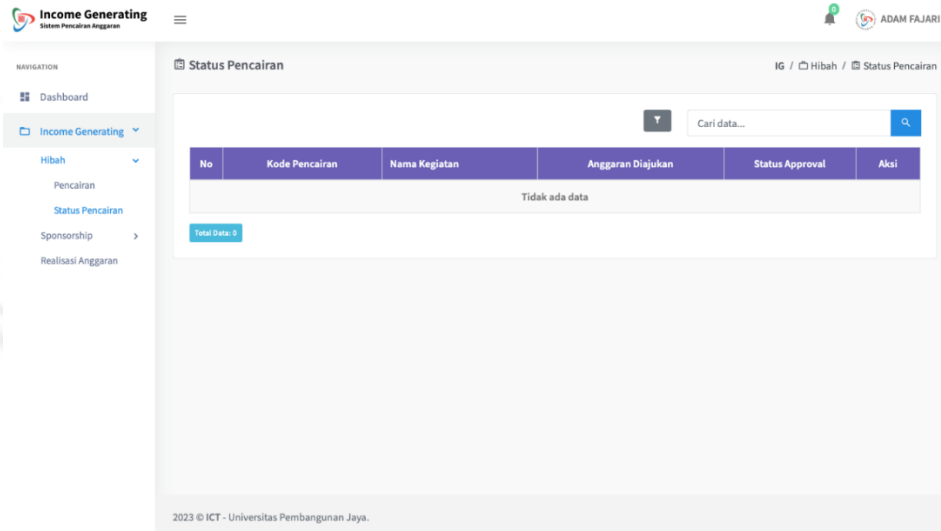 Income Generating
Sistem Pencairan Anggaran
0
ADAM FAJARI
NAVIGATION
Dashboard
Income Generating
Hibah
Pencairan
Status Pencairan
Sponsorship
Realisasi Anggaran
Status Pencairan
IG / Hibah / Status Pencairan
Cari data...
No Kode Pencairan Nama Kegiatan Anggaran Diajukan Status Approval Aksi
Tidak ada data
Total Data: 0
2023 © ICT - Universitas Pembangunan Jaya.